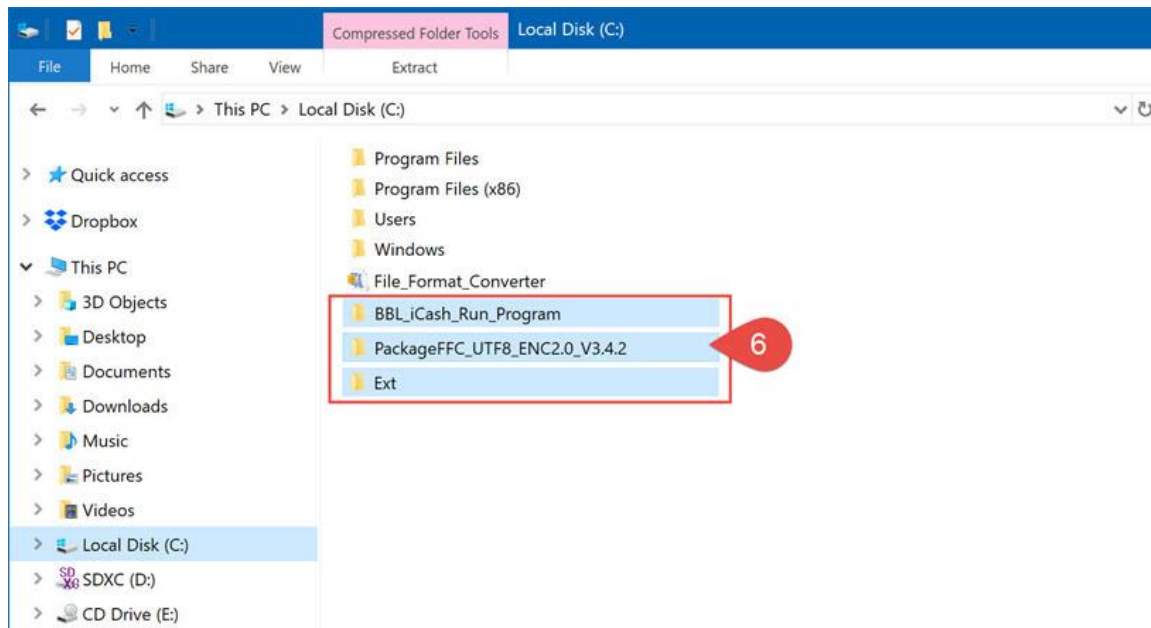 Compressed Folder Tools
Local Disk (C:)
File
Home
Share
View
Extract
This PC > Local Disk (C:)
Quick access
Dropbox
This PC
3D Objects
Desktop
Documents
Downloads
Music
Pictures
Videos
Local Disk (C:)
SDXC (D:)
CD Drive (E:)
Program Files
Program Files (x86)
Users
Windows
File_Format_Converter
BBL_iCash_Run_Program
PackageFFC_UTF8_ENC2.0_V3.4.2
Ext
6